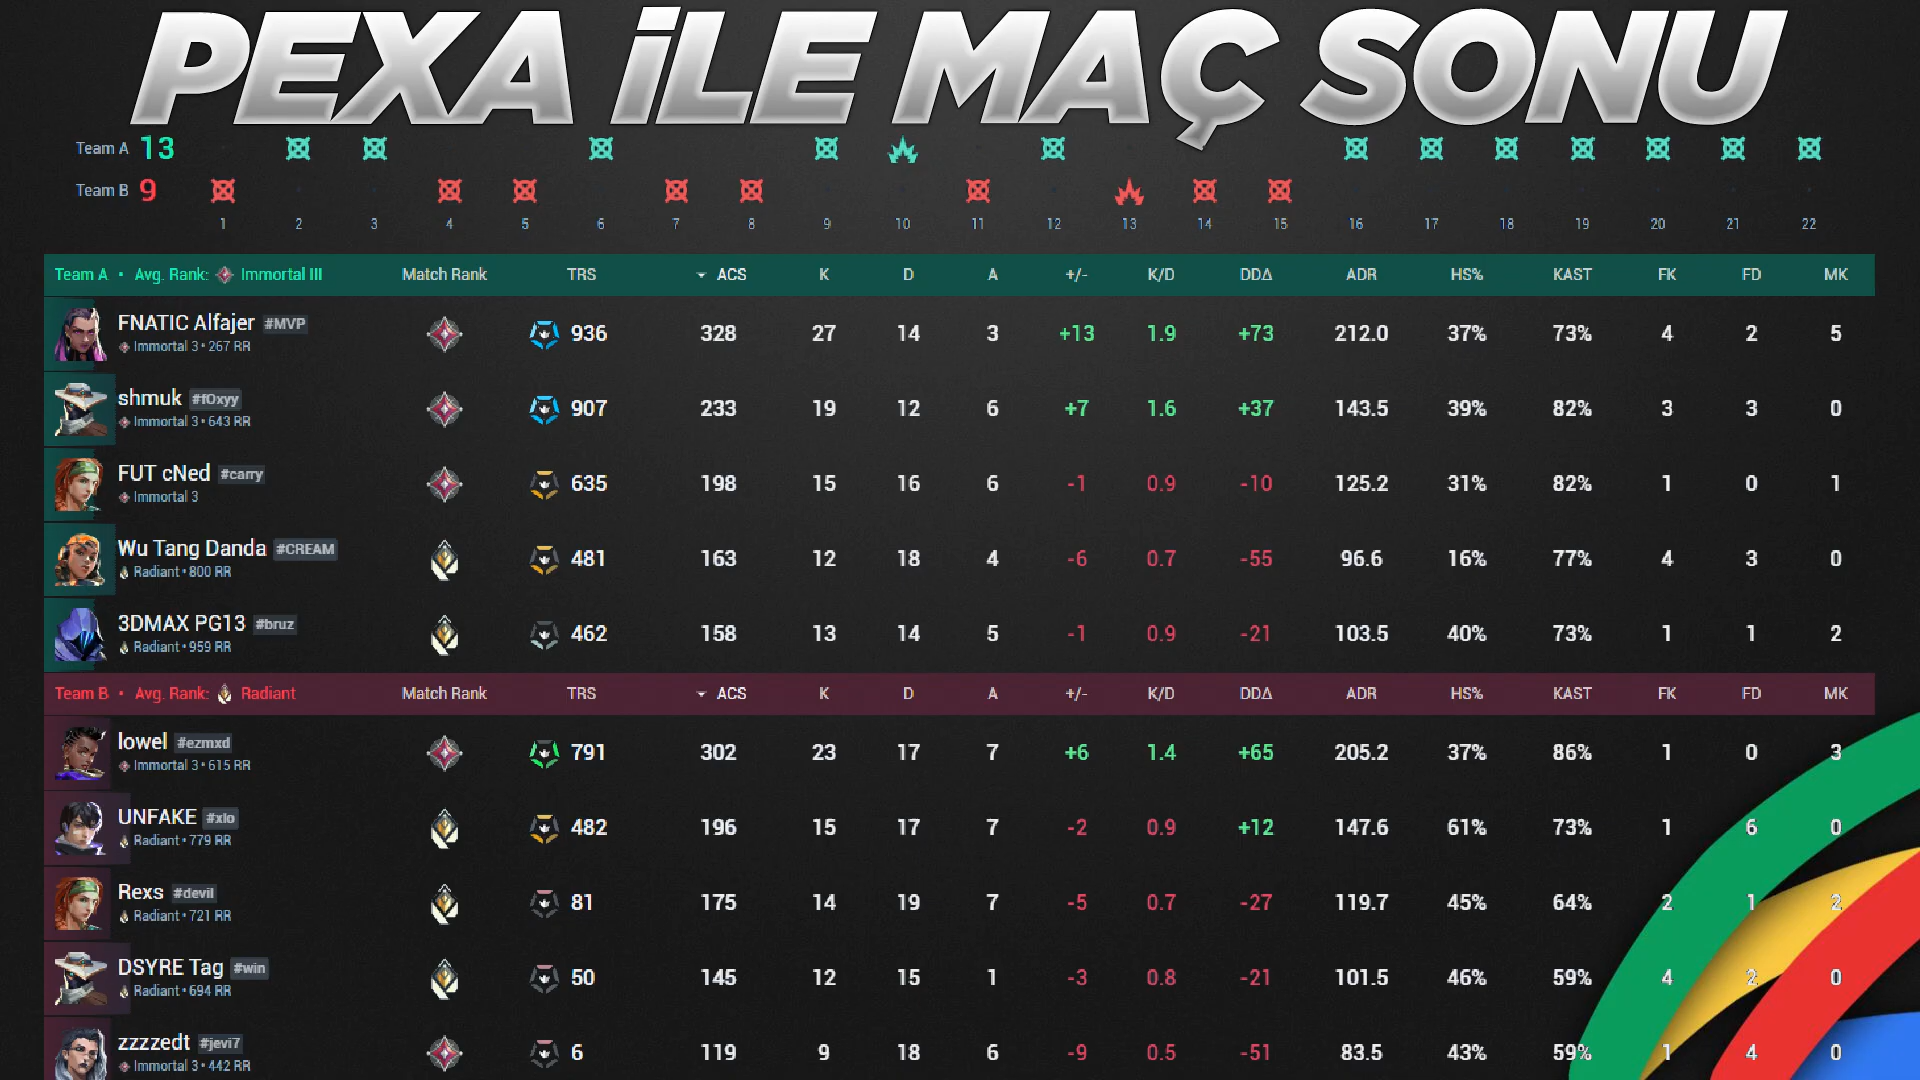 PEXA iLE MAÇ SONU
Team A 13
Team B 9
1 2 3 4 5 6 7 8 9 10 11 12 13 14 15 16 17 18 19 20 21 22
Team A • Avg. Rank: Immortal III Match Rank TRS ACS K D A +/- K/D DDΔ ADR HS% KAST FK FD MK
FNATIC Alfajer #MVP
Immortal 3 • 267 RR
936 328 27 14 3 +13 1.9 +73 212.0 37% 73% 4 2 5
shmuk #f0xyy
Immortal 3 • 643 RR
907 233 19 12 6 +7 1.6 +37 143.5 39% 82% 3 3 0
FUT cNed #carry
Immortal 3
635 198 15 16 6 -1 0.9 -10 125.2 31% 82% 1 0 1
Wu Tang Danda #CREAM
Radiant • 800 RR
481 163 12 18 4 -6 0.7 -55 96.6 16% 77% 4 3 0
3DMAX PG13 #bruz
Radiant • 959 RR
462 158 13 14 5 -1 0.9 -21 103.5 40% 73% 1 1 2
Team B • Avg. Rank: Radiant Match Rank TRS ACS K D A +/- K/D DDΔ ADR HS% KAST FK FD MK
lowel #ezmxd
Immortal 3 • 615 RR
791 302 23 17 7 +6 1.4 +65 205.2 37% 86% 1 0 3
UNFAKE #xlo
Radiant • 779 RR
482 196 15 17 7 -2 0.9 +12 147.6 61% 73% 1 6 0
Rexs #devil
Radiant • 721 RR
81 175 14 19 7 -5 0.7 -27 119.7 45% 64% 2 1 2
DSYRE Tag #win
Radiant • 694 RR
50 145 12 15 1 -3 0.8 -21 101.5 46% 59% 4 2 0
zzzzedt #jevi7
Immortal 3 • 442 RR
6 119 9 18 6 -9 0.5 -51 83.5 43% 59% 1 4 0